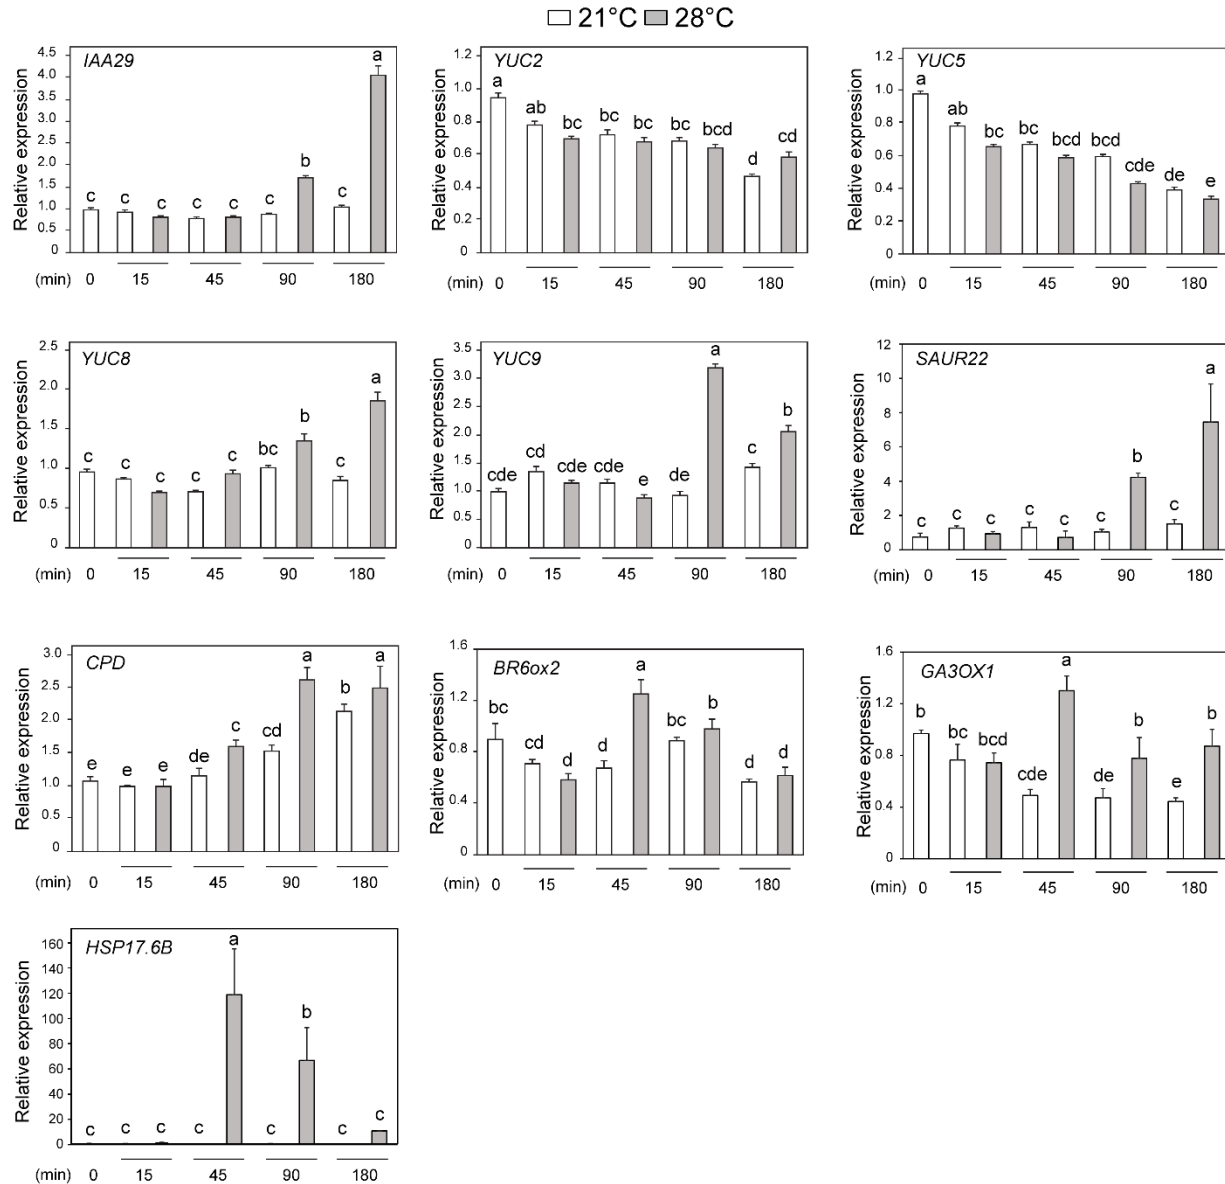 21°C 28°C
IAA29
Relative expression
4.5
4.0
3.5
3.0
2.5
2.0
1.5
1.0
0.5
0
c c c c c c b c a
(min) 0 15 45 90 180
YUC2
Relative expression
1.2
1.0
0.8
0.6
0.4
0.2
0
a ab bc bc bc bc bcd d cd
0 15 45 90 180
(min)
YUC5
Relative expression
1.2
1.0
0.8
0.6
0.4
0.2
0
a ab bc bc bcd bcd cde de e
(min) 0 15 45 90 180
YUC8
Relative expression
2.5
2.0
1.5
1.0
0.5
0
c c c c c bc b c a
(min) 0 15 45 90 180
YUC9
Relative expression
3.5
3.0
2.5
2.0
1.5
1.0
0.5
0
cde cd cde cde e de a c b
(min) 0 15 45 90 180
SAUR22
Relative expression
12
10
8
6
4
2
0
c c c c c c b c a
(min) 0 15 45 90 180
CPD
Relative expression
3.0
2.5
2.0
1.5
1.0
0.5
0
e e e de c cd a b a
(min) 0 15 45 90 180
BR6ox2
Relative expression
1.6
1.2
0.8
0.4
0
bc cd d d a bc b d d
(min) 0 15 45 90 180
GA3OX1
Relative expression
1.6
1.2
0.8
0.4
0
b bc bcd cde a de b e b
(min) 0 15 45 90 180
HSP17.6B
Relative expression
160
140
120
100
80
60
40
20
0
c c c c a c b c c
(min) 0 15 45 90 180